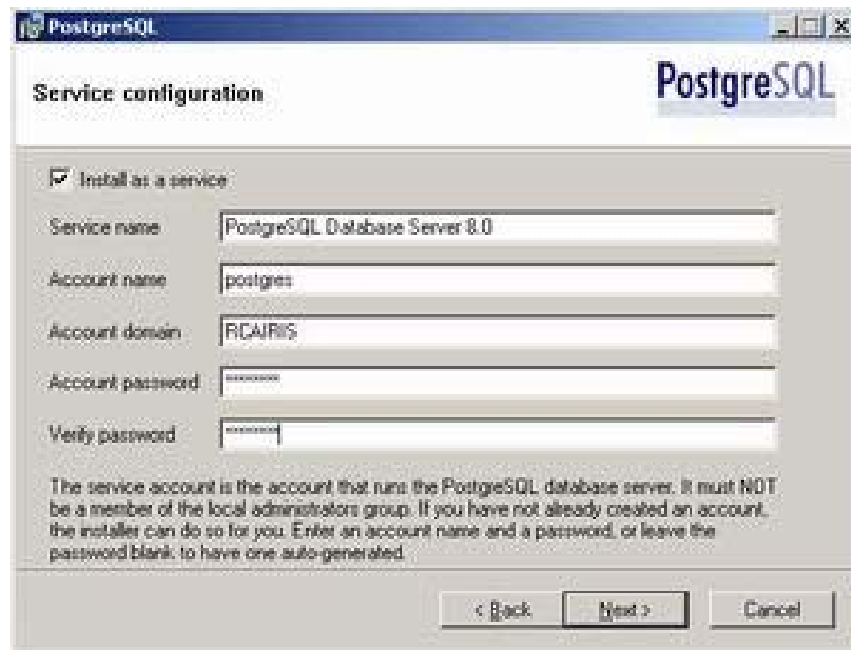 PostgreSQL
Service configuration
PostgreSQL
Install as a service
Service name PostgreSQL Database Server 8.0
Account name postgres
Account domain RCAIRIIS
Account password ********
Verify password ********
The service account is the account that runs the PostgreSQL database server. It must NOT
be a member of the local administrators group. If you have not already created an account,
the installer can do so for you. Enter an account name and a password, or leave the
password blank to have one auto-generated.
< Back
Next >
Cancel